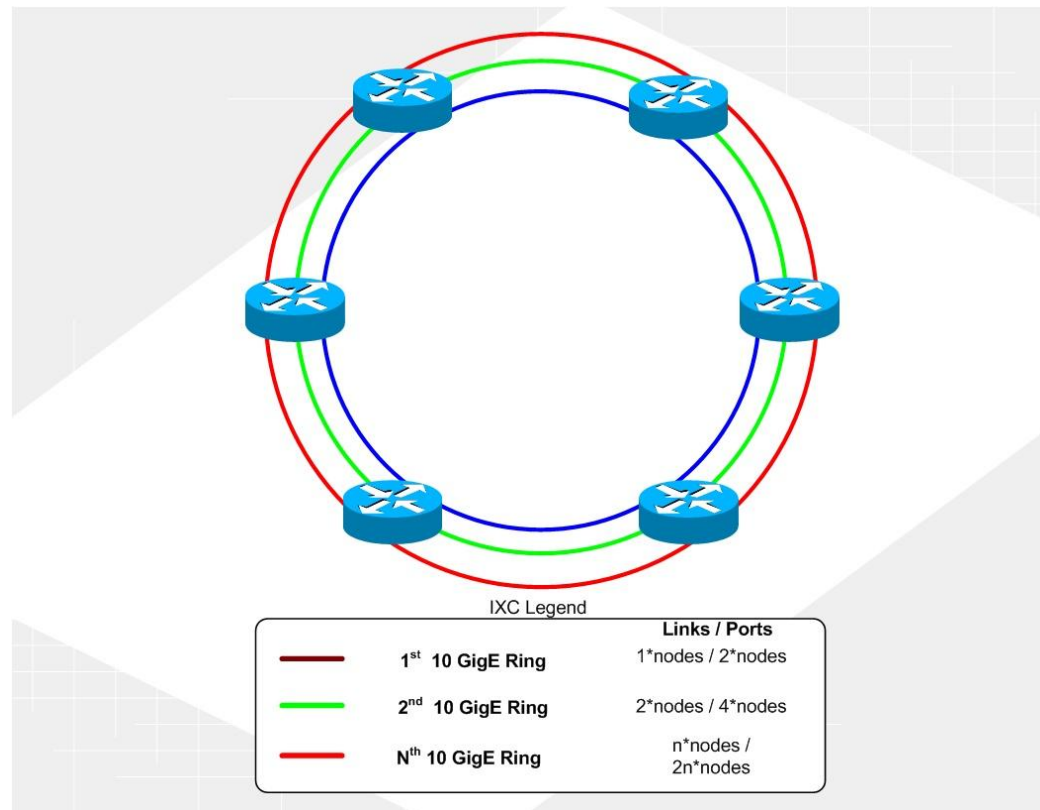 IXC Legend
Links / Ports
1st 10 GigE Ring
1*nodes / 2*nodes
2nd 10 GigE Ring
2*nodes / 4*nodes
Nth 10 GigE Ring
n*nodes /
2n*nodes